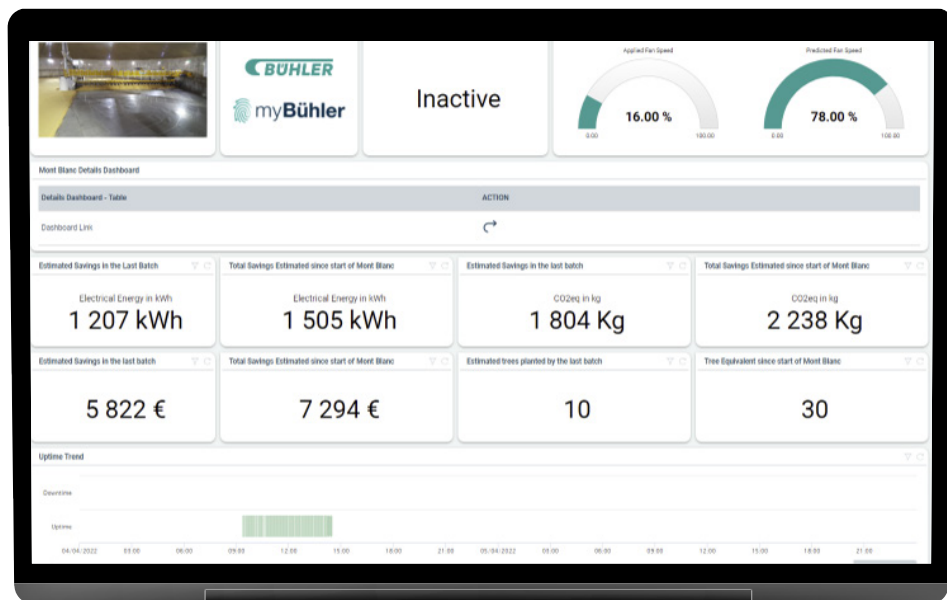 Applied Fan Speed
Predicted Fan Speed
BÜHLER
myBühler
Inactive
16.00 %
78.00 %
0.00
100.00
0.00
100.00
Mont Blanc Details Dashboard
Details Dashboard - Table
ACTION
Dashboard Link
Estimated Savings in the Last Batch
Total Savings Estimated since start of Mont Blanc
Estimated Savings in the last batch
Total Savings Estimated since start of Mont Blanc
Electrical Energy in kWh
Electrical Energy in kWh
CO2eq in kg
CO2eq in kg
1 207 kWh
1 505 kWh
1 804 Kg
2 238 Kg
Estimated Savings in the last batch
Total Savings Estimated since start of Mont Blanc
Estimated trees planted by the last batch
Tree Equivalent since start of Mont Blanc
5 822 €
7 294 €
10
30
Uptime Trend
Downtime
Uptime
04/04/2022 03:00 06:00 09:00 12:00 15:00 18:00 21:00 05/04/2022 03:00 06:00 09:00 12:00 15:00 18:00 21:00